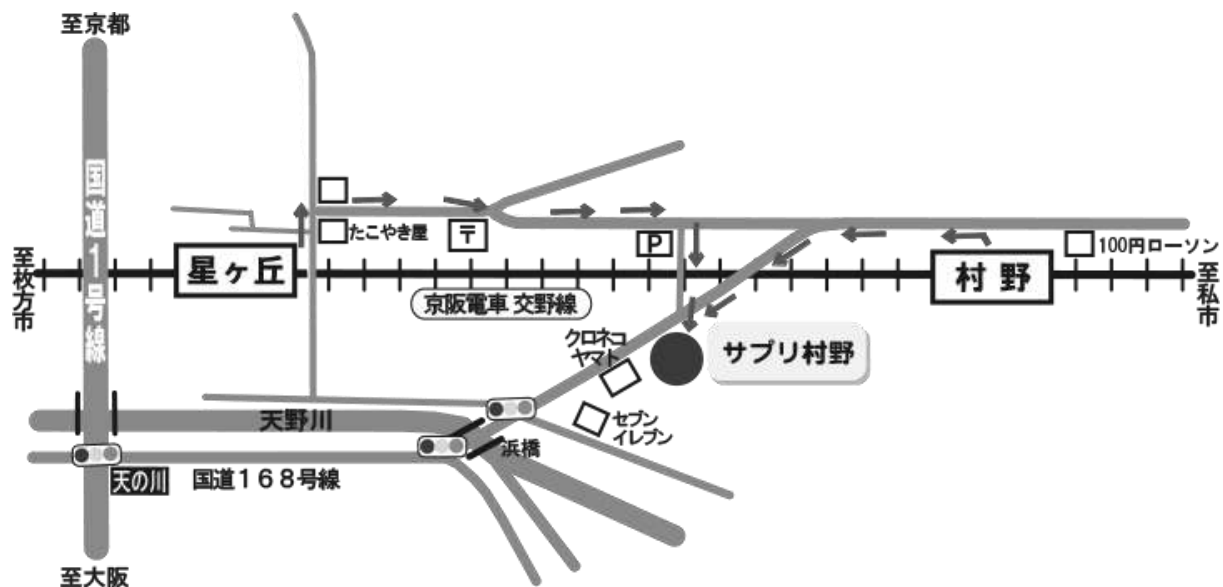 至京都
国道1号線
たこやき屋
〒
P
100円ローソン
至枚方市
星ヶ丘
村野
至私市
京阪電車 交野線
クロネコ
ヤマト
サプリ村野
セブン
イレブン
天野川
浜橋
天の川
国道168号線
至大阪